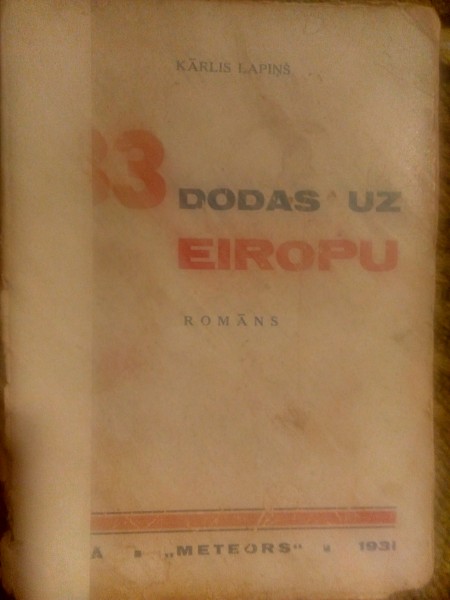 KĀRLIS LAPIŅŠ
33 DODAS UZ
EIROPU
ROMĀNS
Ā „METEORS“ 1931